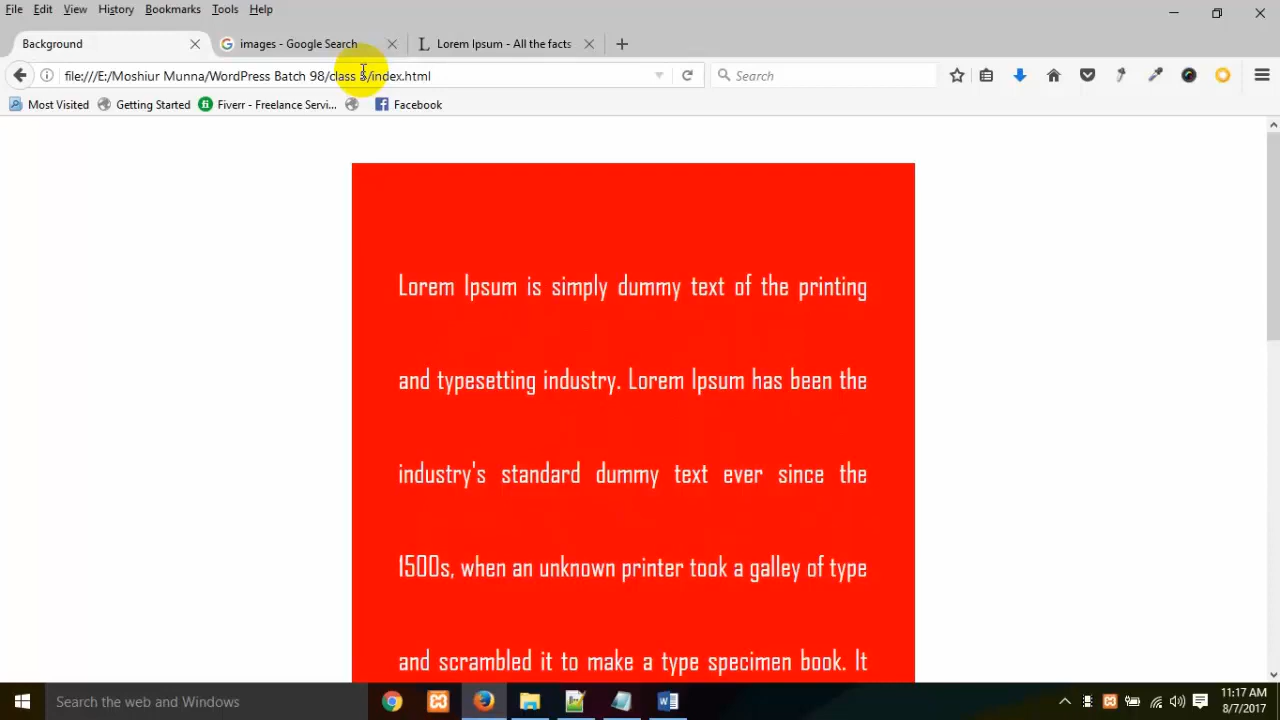 File Edit View History Bookmarks Tools Help
Background
images - Google Search
Lorem Ipsum - All the facts
file:///E:/Moshiur Munna/WordPress Batch 98/class /index.html
Search
Most Visited
Getting Started
Fiverr - Freelance Servi...
Facebook
Lorem Ipsum is simply dummy text of the printing
and typesetting industry. Lorem Ipsum has been the
industry's standard dummy text ever since the
1500s, when an unknown printer took a galley of type
and scrambled it to make a type specimen book. It
Search the web and Windows
11:17 AM
8/7/2017